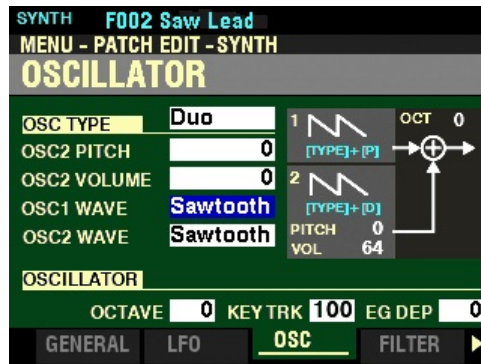 SYNTH F002 Saw Lead
MENU - PATCH EDIT - SYNTH
OSCILLATOR
OSC TYPE Duo
OSC2 PITCH 0
OSC2 VOLUME 0
OSC1 WAVE Sawtooth
OSC2 WAVE Sawtooth
1
[TYPE]+[P]
OCT 0
2
[TYPE]+[D]
PITCH 0
VOL 64
OSCILLATOR
OCTAVE 0 KEY TRK 100 EG DEP 0
GENERAL LFO OSC FILTER